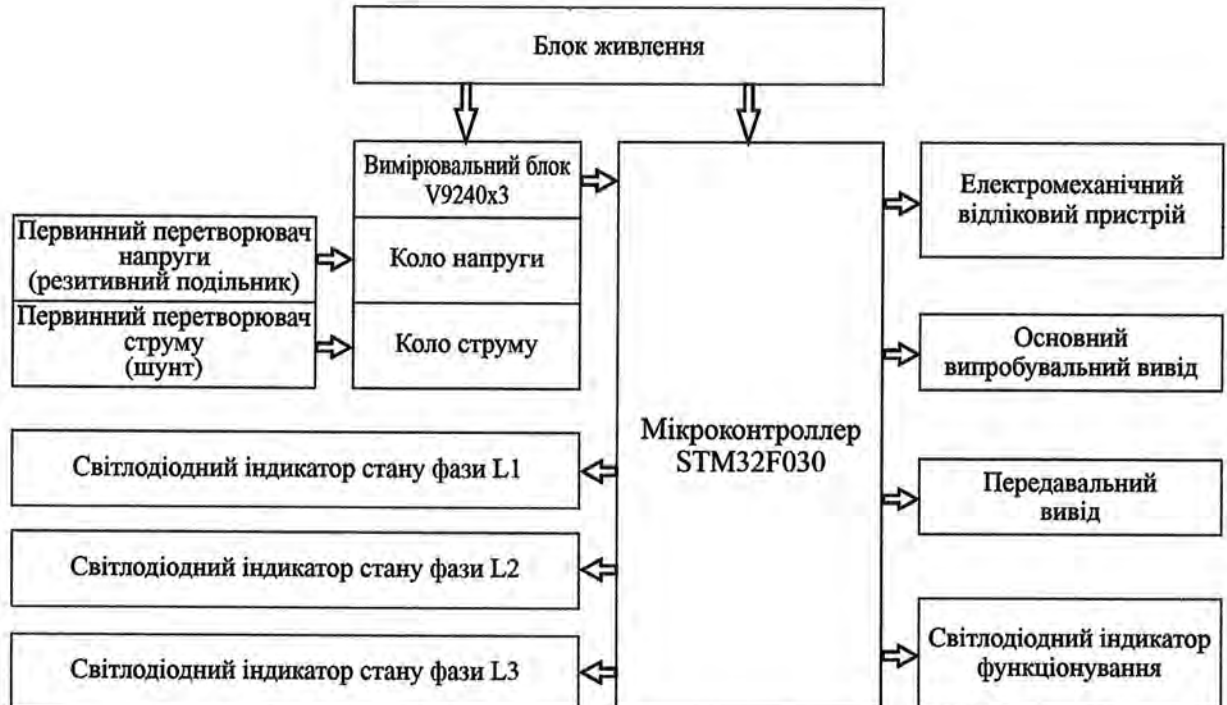 Блок живлення
Вимірювальний блок
V9240x3
Електромеханічний
відліковий пристрій
Первинний перетворювач
напруги
(резитивний подільник)
Коло напруги
Первинний перетворювач
струму
(шунт)
Коло струму
Основний
випробувальний вивід
Мікроконтроллер
STM32F030
Світлодіодний індикатор стану фази L1
Передавальний
вивід
Світлодіодний індикатор стану фази L2
Світлодіодний індикатор стану фази L3
Світлодіодний індикатор
функціонування